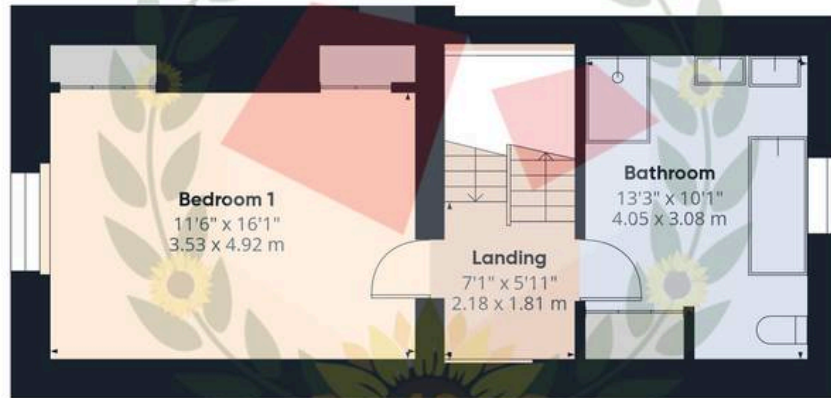 Bedroom 1
11'6" x 16'1"
3.53 x 4.92 m
Landing
7'1" x 5'11"
2.18 x 1.81 m
Bathroom
13'3" x 10'1"
4.05 x 3.08 m